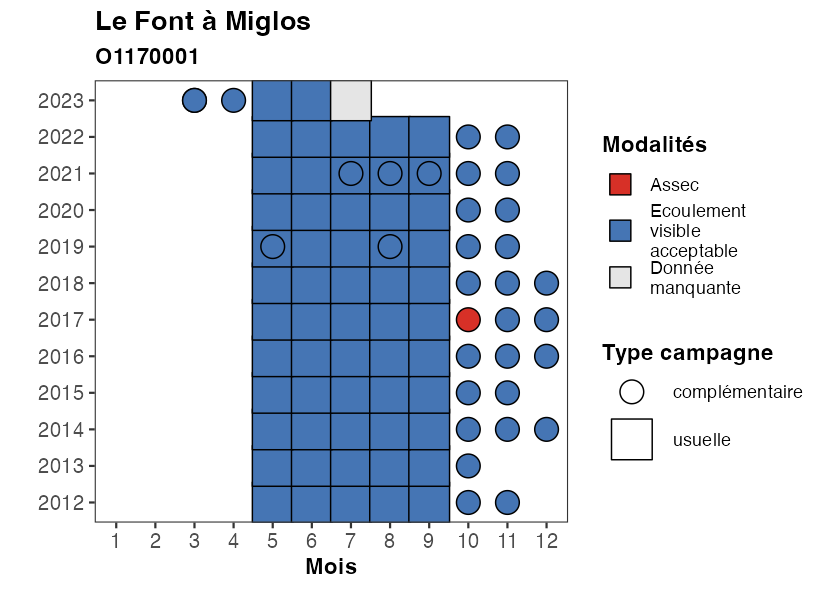 Le Font à Miglos
O1170001
2023
2022
2021
2020
2019
2018
2017
2016
2015
2014
2013
2012
1 2 3 4 5 6 7 8 9 10 11 12
Mois
Modalités
Assec
Ecoulement
visible
acceptable
Donnée
manquante
Type campagne
complémentaire
usuelle